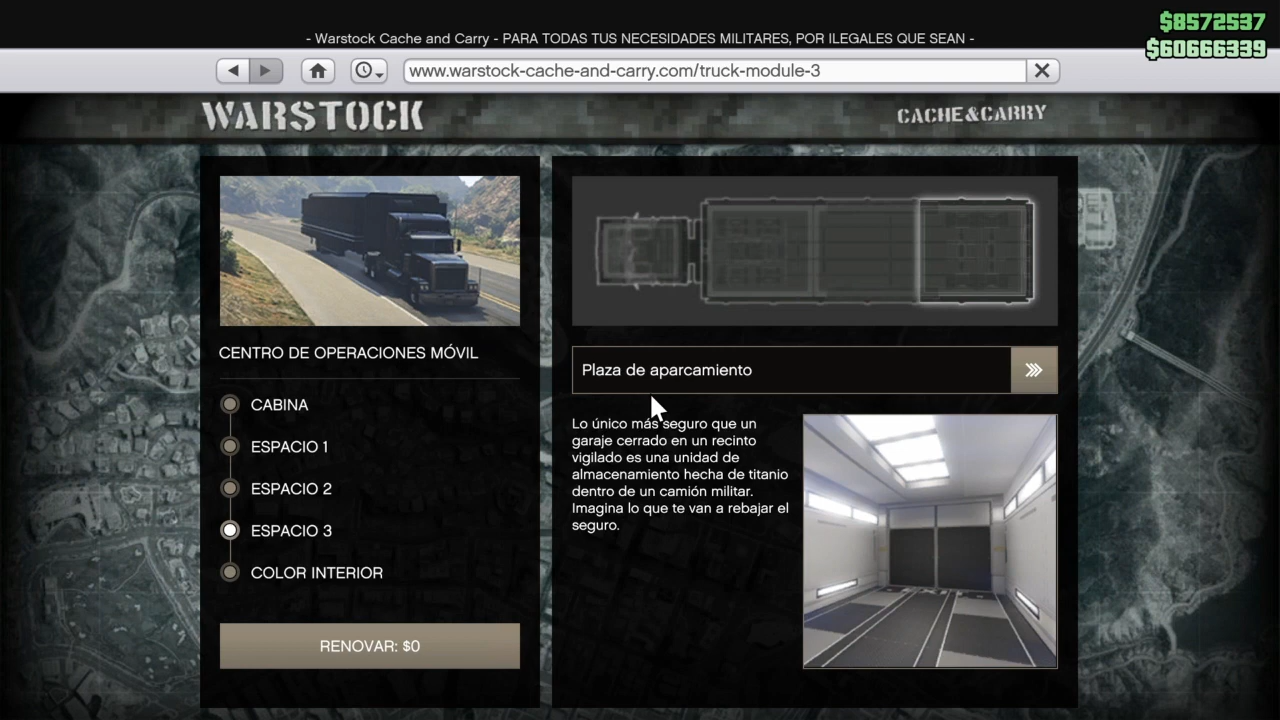 $8572537
- Warstock Cache and Carry - PARA TODAS TUS NECESIDADES MILITARES, POR ILEGALES QUE SEAN -
$60666339
www.warstock-cache-and-carry.com/truck-module-3
WARSTOCK
CACHE&CARRY
CENTRO DE OPERACIONES MÓVIL
CABINA
ESPACIO 1
ESPACIO 2
ESPACIO 3
COLOR INTERIOR
RENOVAR: $0
Plaza de aparcamiento
Lo único más seguro que un
garaje cerrado en un recinto
vigilado es una unidad de
almacenamiento hecha de titanio
dentro de un camión militar.
Imagina lo que te van a rebajar el
seguro.